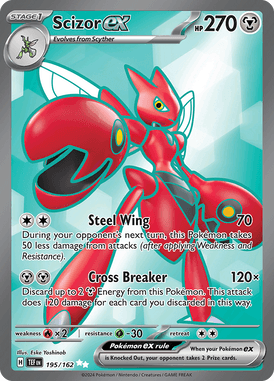 STAGE 1
Scizor ex
HP 270
Evolves from Scyther
Steel Wing 70
During your opponent's next turn, this Pokémon takes
50 less damage from attacks (after applying Weakness and
Resistance).
Cross Breaker 120×
Discard up to 2 Energy from this Pokémon. This attack
does 120 damage for each card you discarded in this way.
weakness ×2 resistance -30 retreat
Illus. Eske Yoshinob
Pokémon ex rule
When your Pokémon ex
is Knocked Out, your opponent takes 2 Prize cards.
H TEF EN 195/162
©2024 Pokémon / Nintendo / Creatures / GAME FREAK